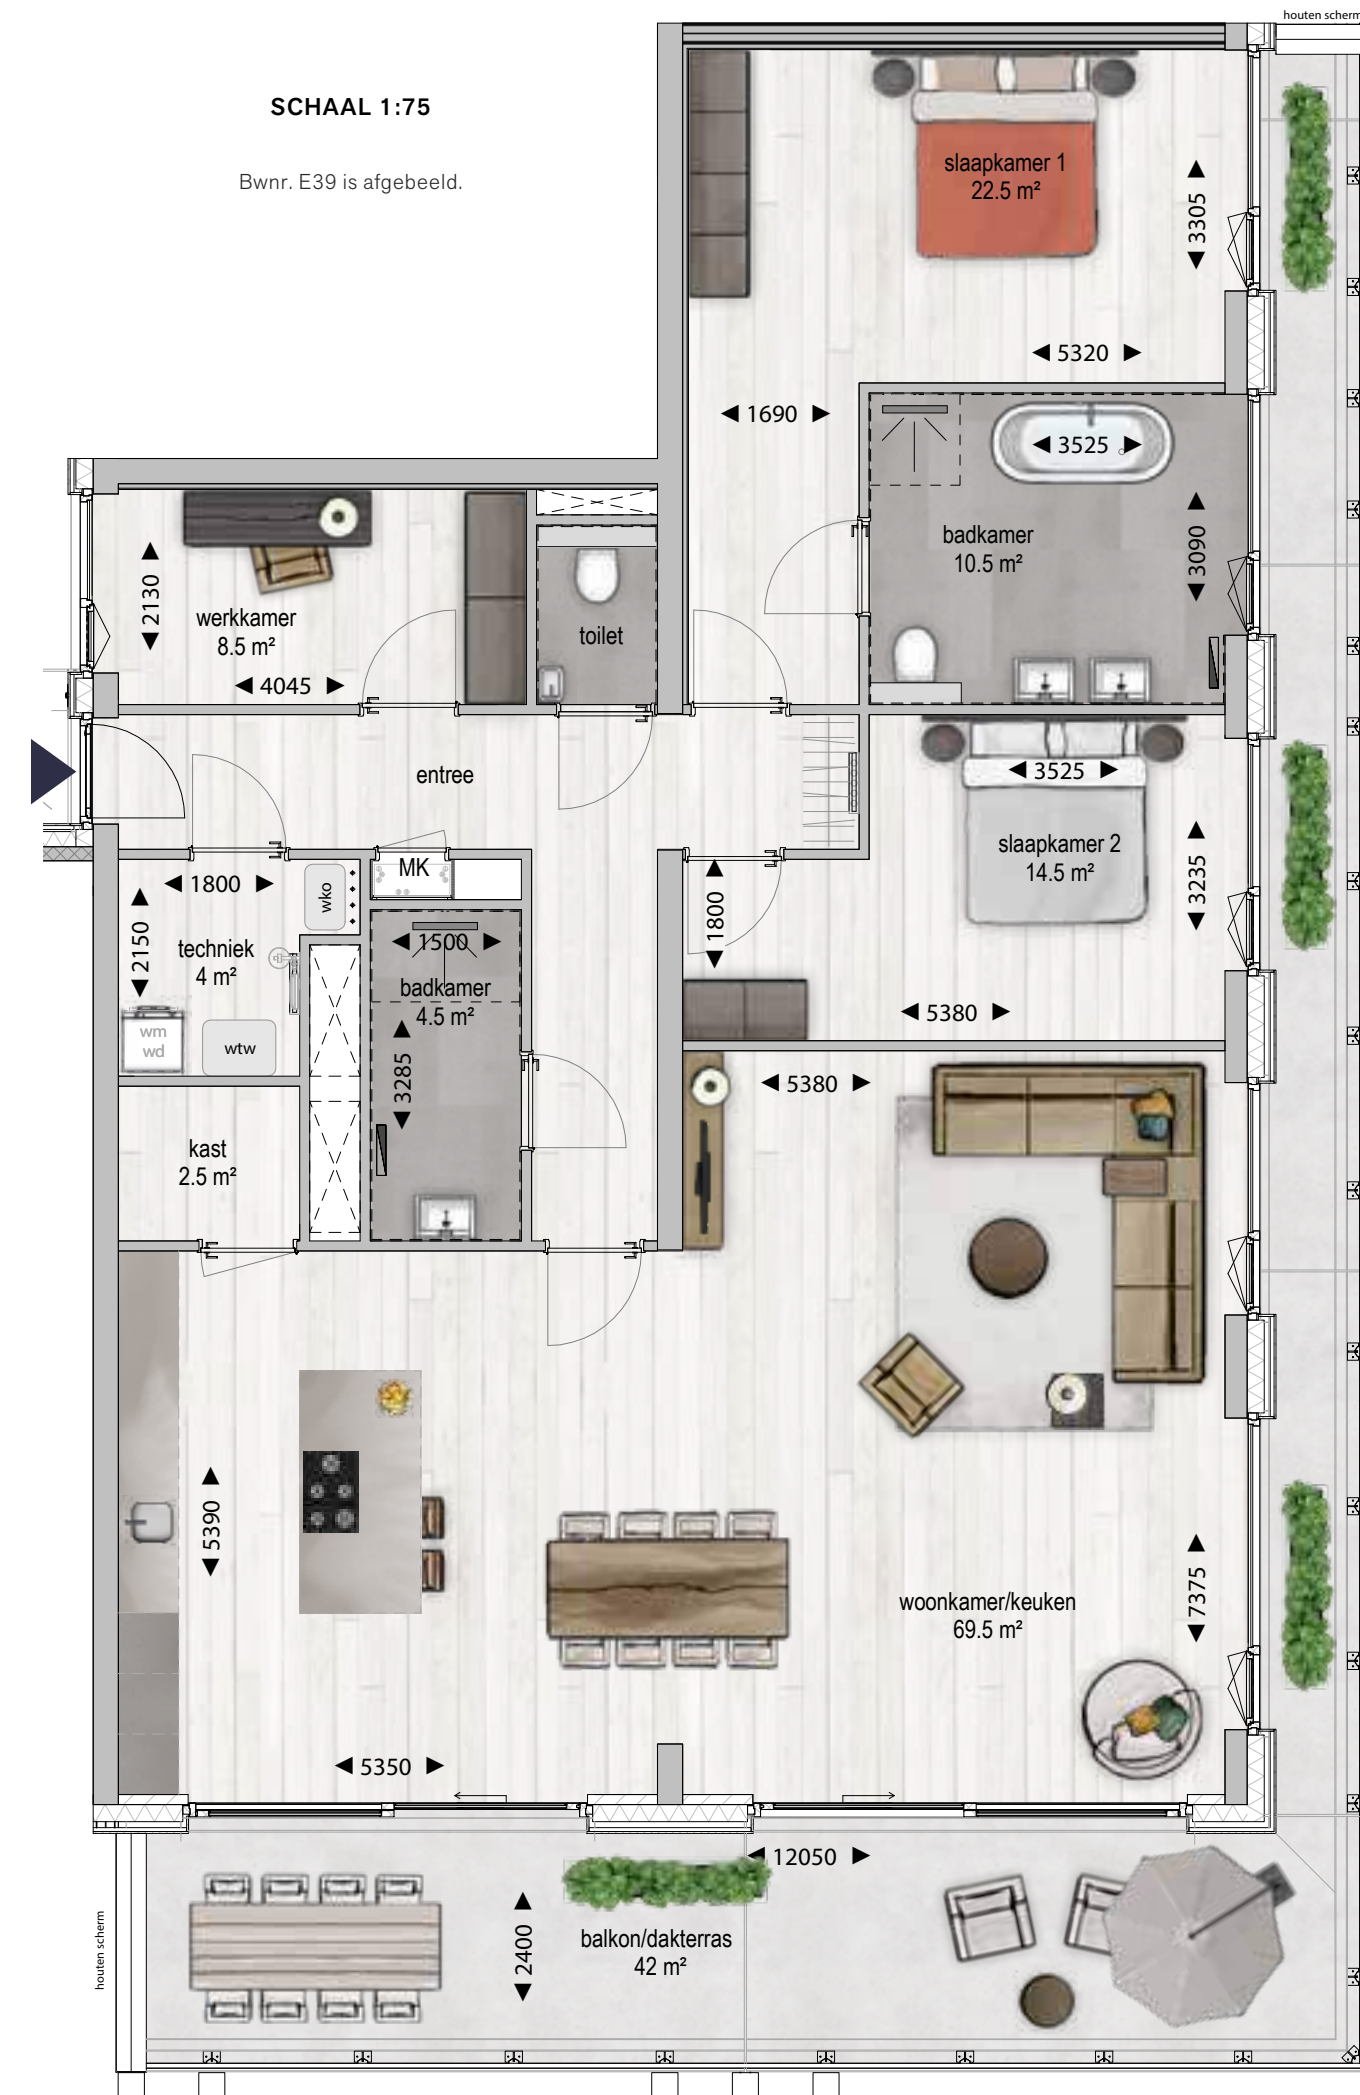 houten scherm
SCHAAL 1:75
Bwnr. E39 is afgebeeld.
slaapkamer 1
22.5 m²
3305
5320
1690
3525
badkamer
10.5 m²
3090
2130
werkkamer
8.5 m²
4045
toilet
entree
3525
slaapkamer 2
14.5 m²
3235
1800
5380
MK
wko
1800
2150
techniek
4 m²
wm
wd
wtw
1500
badkamer
4.5 m²
3285
kast
2.5 m²
5380
5390
woonkamer/keuken
69.5 m²
7375
5350
12050
houten scherm
2400
balkon/dakterras
42 m²